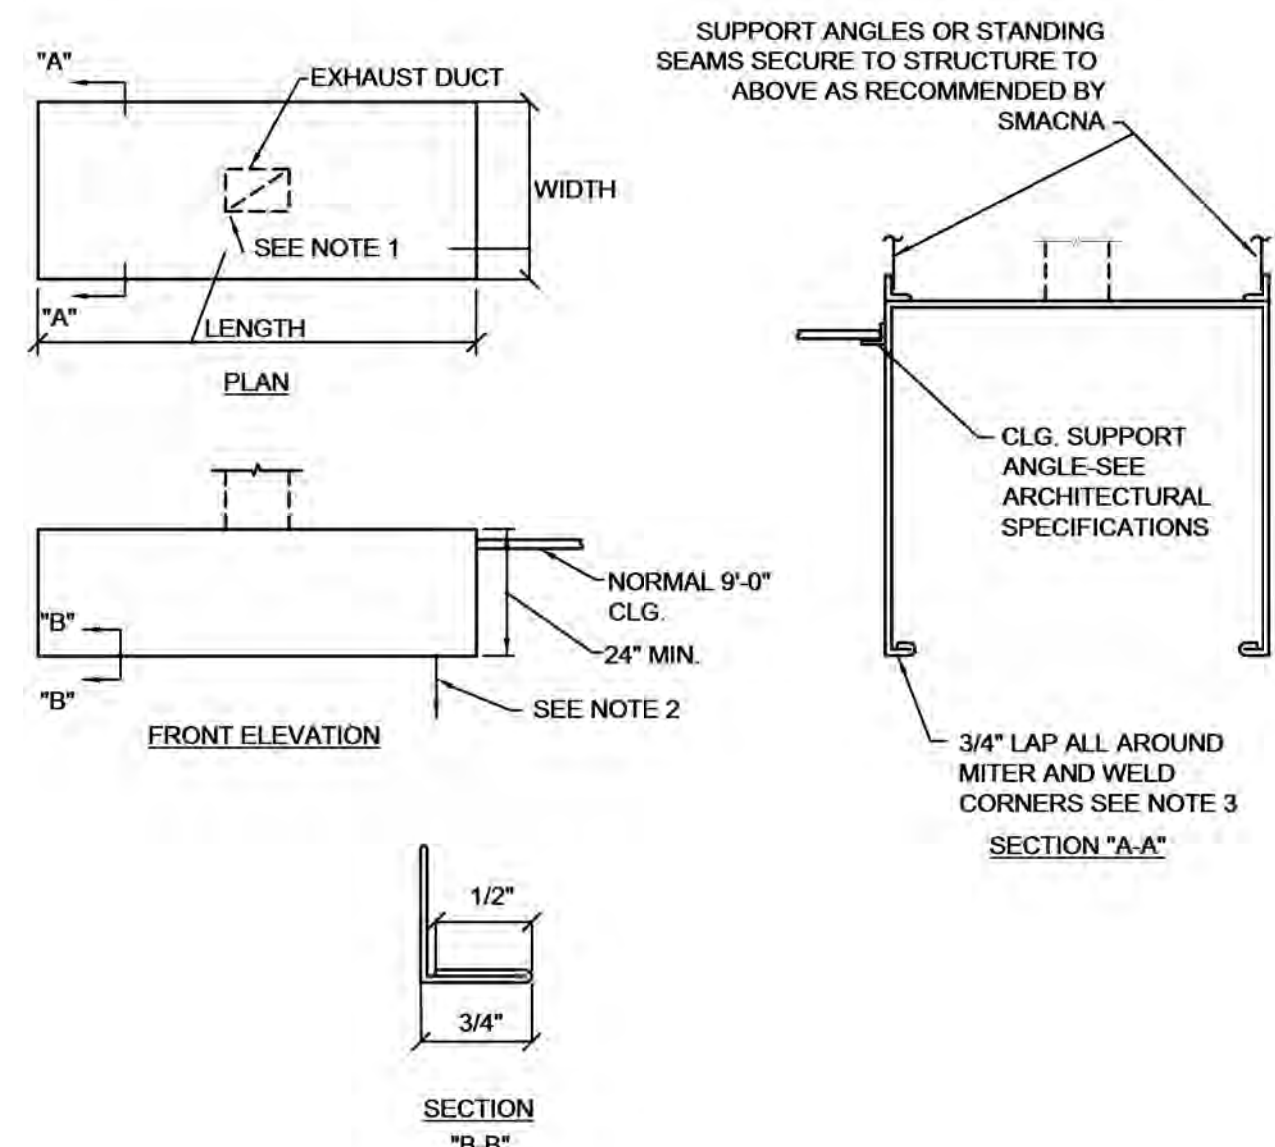 "A"
EXHAUST DUCT
WIDTH
SEE NOTE 1
"A"
LENGTH
PLAN
"B"
"B"
NORMAL 9'-0"
CLG.
24" MIN.
SEE NOTE 2
FRONT ELEVATION
SUPPORT ANGLES OR STANDING
SEAMS SECURE TO STRUCTURE TO
ABOVE AS RECOMMENDED BY
SMACNA
CLG. SUPPORT
ANGLE-SEE
ARCHITECTURAL
SPECIFICATIONS
3/4" LAP ALL AROUND
MITER AND WELD
CORNERS SEE NOTE 3
SECTION "A-A"
1/2"
3/4"
SECTION
"B-B"